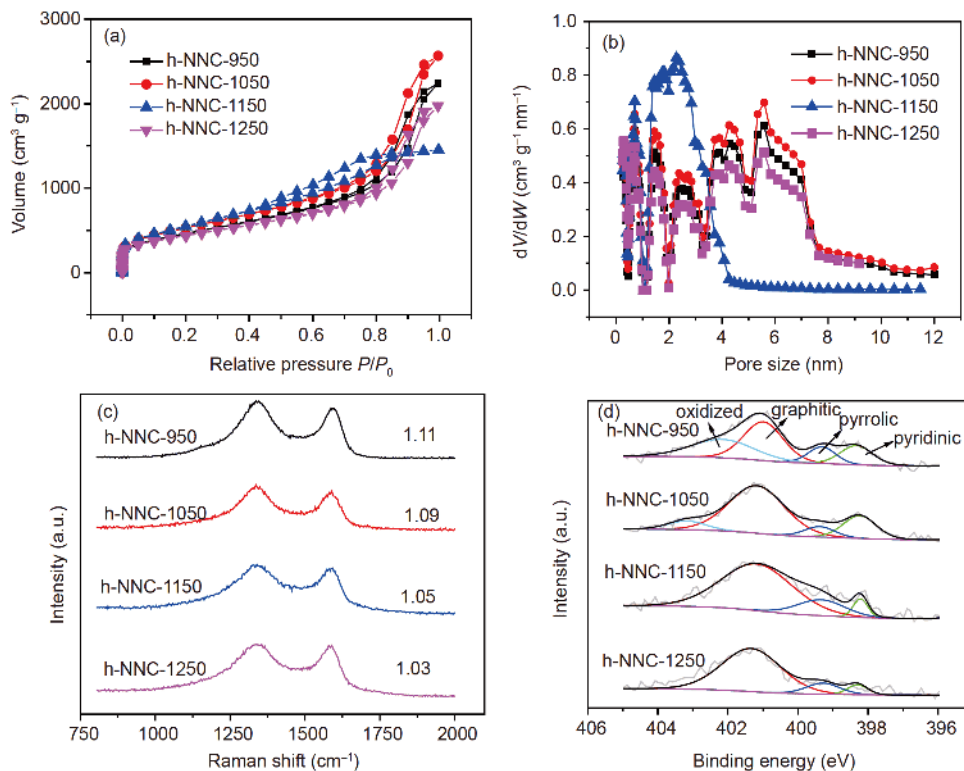 (a)
h-NNC-950
h-NNC-1050
h-NNC-1150
h-NNC-1250
3000
2000
1000
0
Volume (cm³ g⁻¹)
0.0 0.2 0.4 0.6 0.8 1.0
Relative pressure P/P₀
(b)
h-NNC-950
h-NNC-1050
h-NNC-1150
h-NNC-1250
1.0
0.8
0.6
0.4
0.2
0.0
dV/dW (cm³ g⁻¹ nm⁻¹)
0 2 4 6 8 10 12
Pore size (nm)
(c)
h-NNC-950 1.11
h-NNC-1050 1.09
h-NNC-1150 1.05
h-NNC-1250 1.03
Intensity (a.u.)
750 1000 1250 1500 1750 2000
Raman shift (cm⁻¹)
(d)
oxidized graphitic pyrrolic pyridinic
h-NNC-950
h-NNC-1050
h-NNC-1150
h-NNC-1250
Intensity (a.u.)
406 404 402 400 398 396
Binding energy (eV)